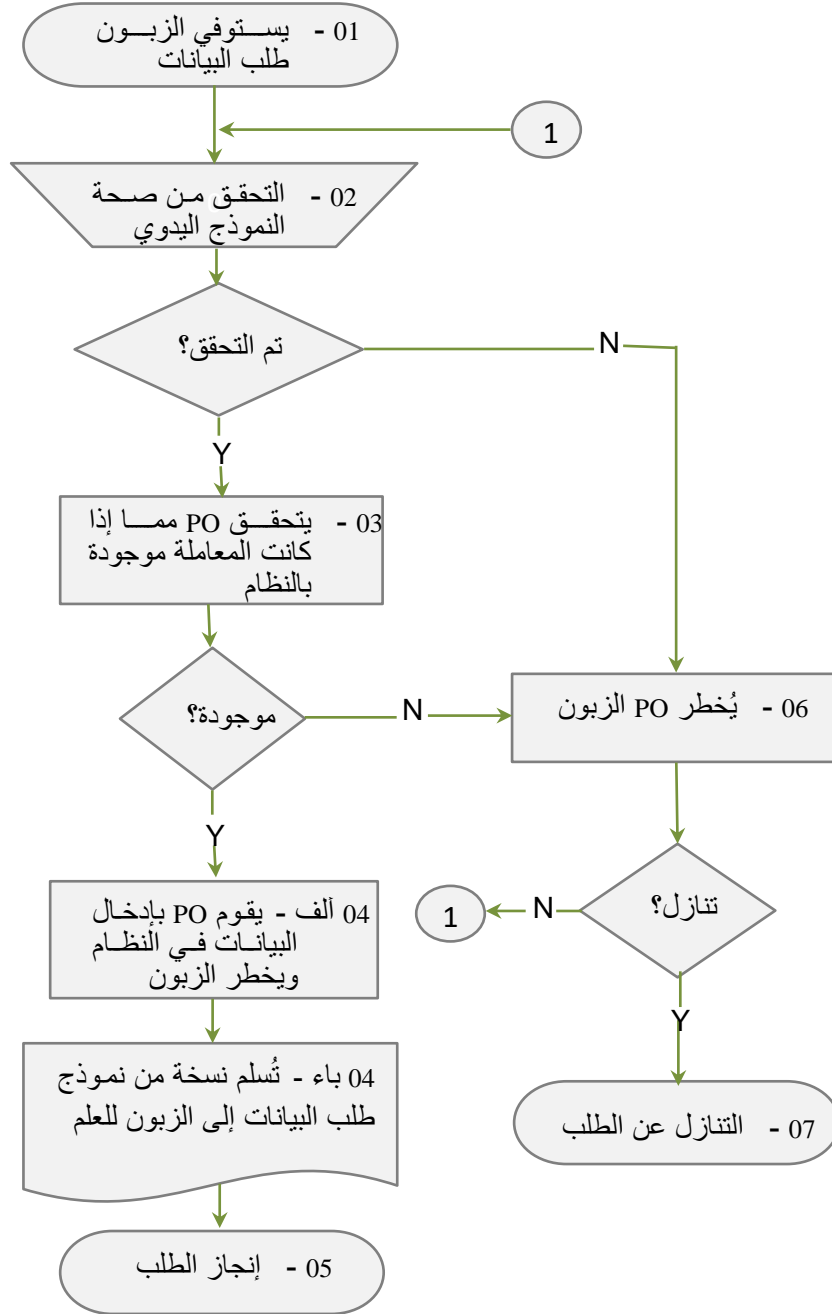 01 - يستوفي الزبون
طلب البيانات
1
02 - التحقق من صحة
النموذج اليدوي
تم التحقق؟
N
Y
03 - يتحقق PO مما إذا
كانت المعاملة موجودة
بالنظام
موجودة؟
N
06 - يُخطر PO الزبون
Y
04 ألف - يقوم PO بإدخال
البيانات في النظام
ويخطر الزبون
تنازل؟
N
1
Y
04 باء - تُسلم نسخة من نموذج
طلب البيانات إلى الزبون للعلم
07 - التنازل عن الطلب
05 - إنجاز الطلب